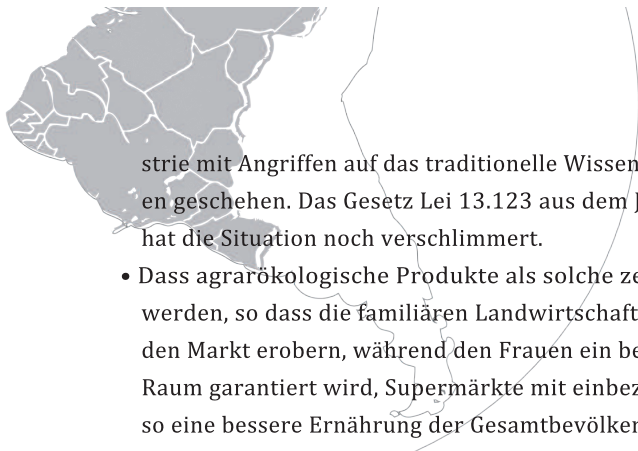 strie mit Angriffen auf das traditionelle Wissen
en geschehen. Das Gesetz Lei 13.123 aus dem
hat die Situation noch verschlimmert.
• Dass agrarökologische Produkte als solche ze
werden, so dass die familiären Landwirtschaft
den Markt erobern, während den Frauen ein be
Raum garantiert wird, Supermärkte mit einbez
so eine bessere Ernährung der Gesamtbevölker